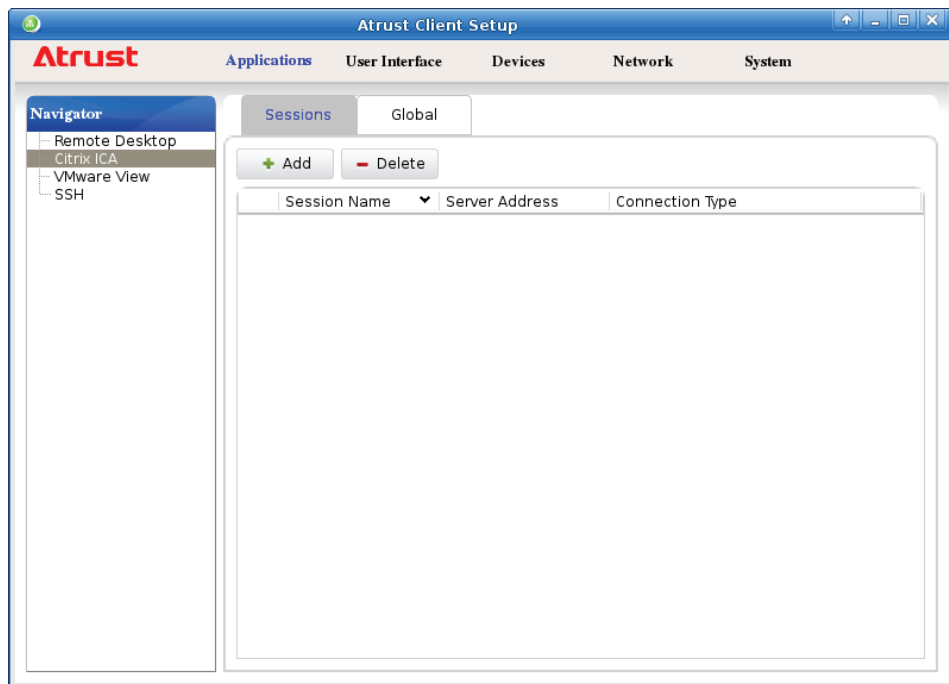 Atrust Client Setup
Atrust Applications User Interface Devices Network System
Navigator
Remote Desktop
Citrix ICA
VMware View
SSH
Sessions Global
Add Delete
Session Name Server Address Connection Type